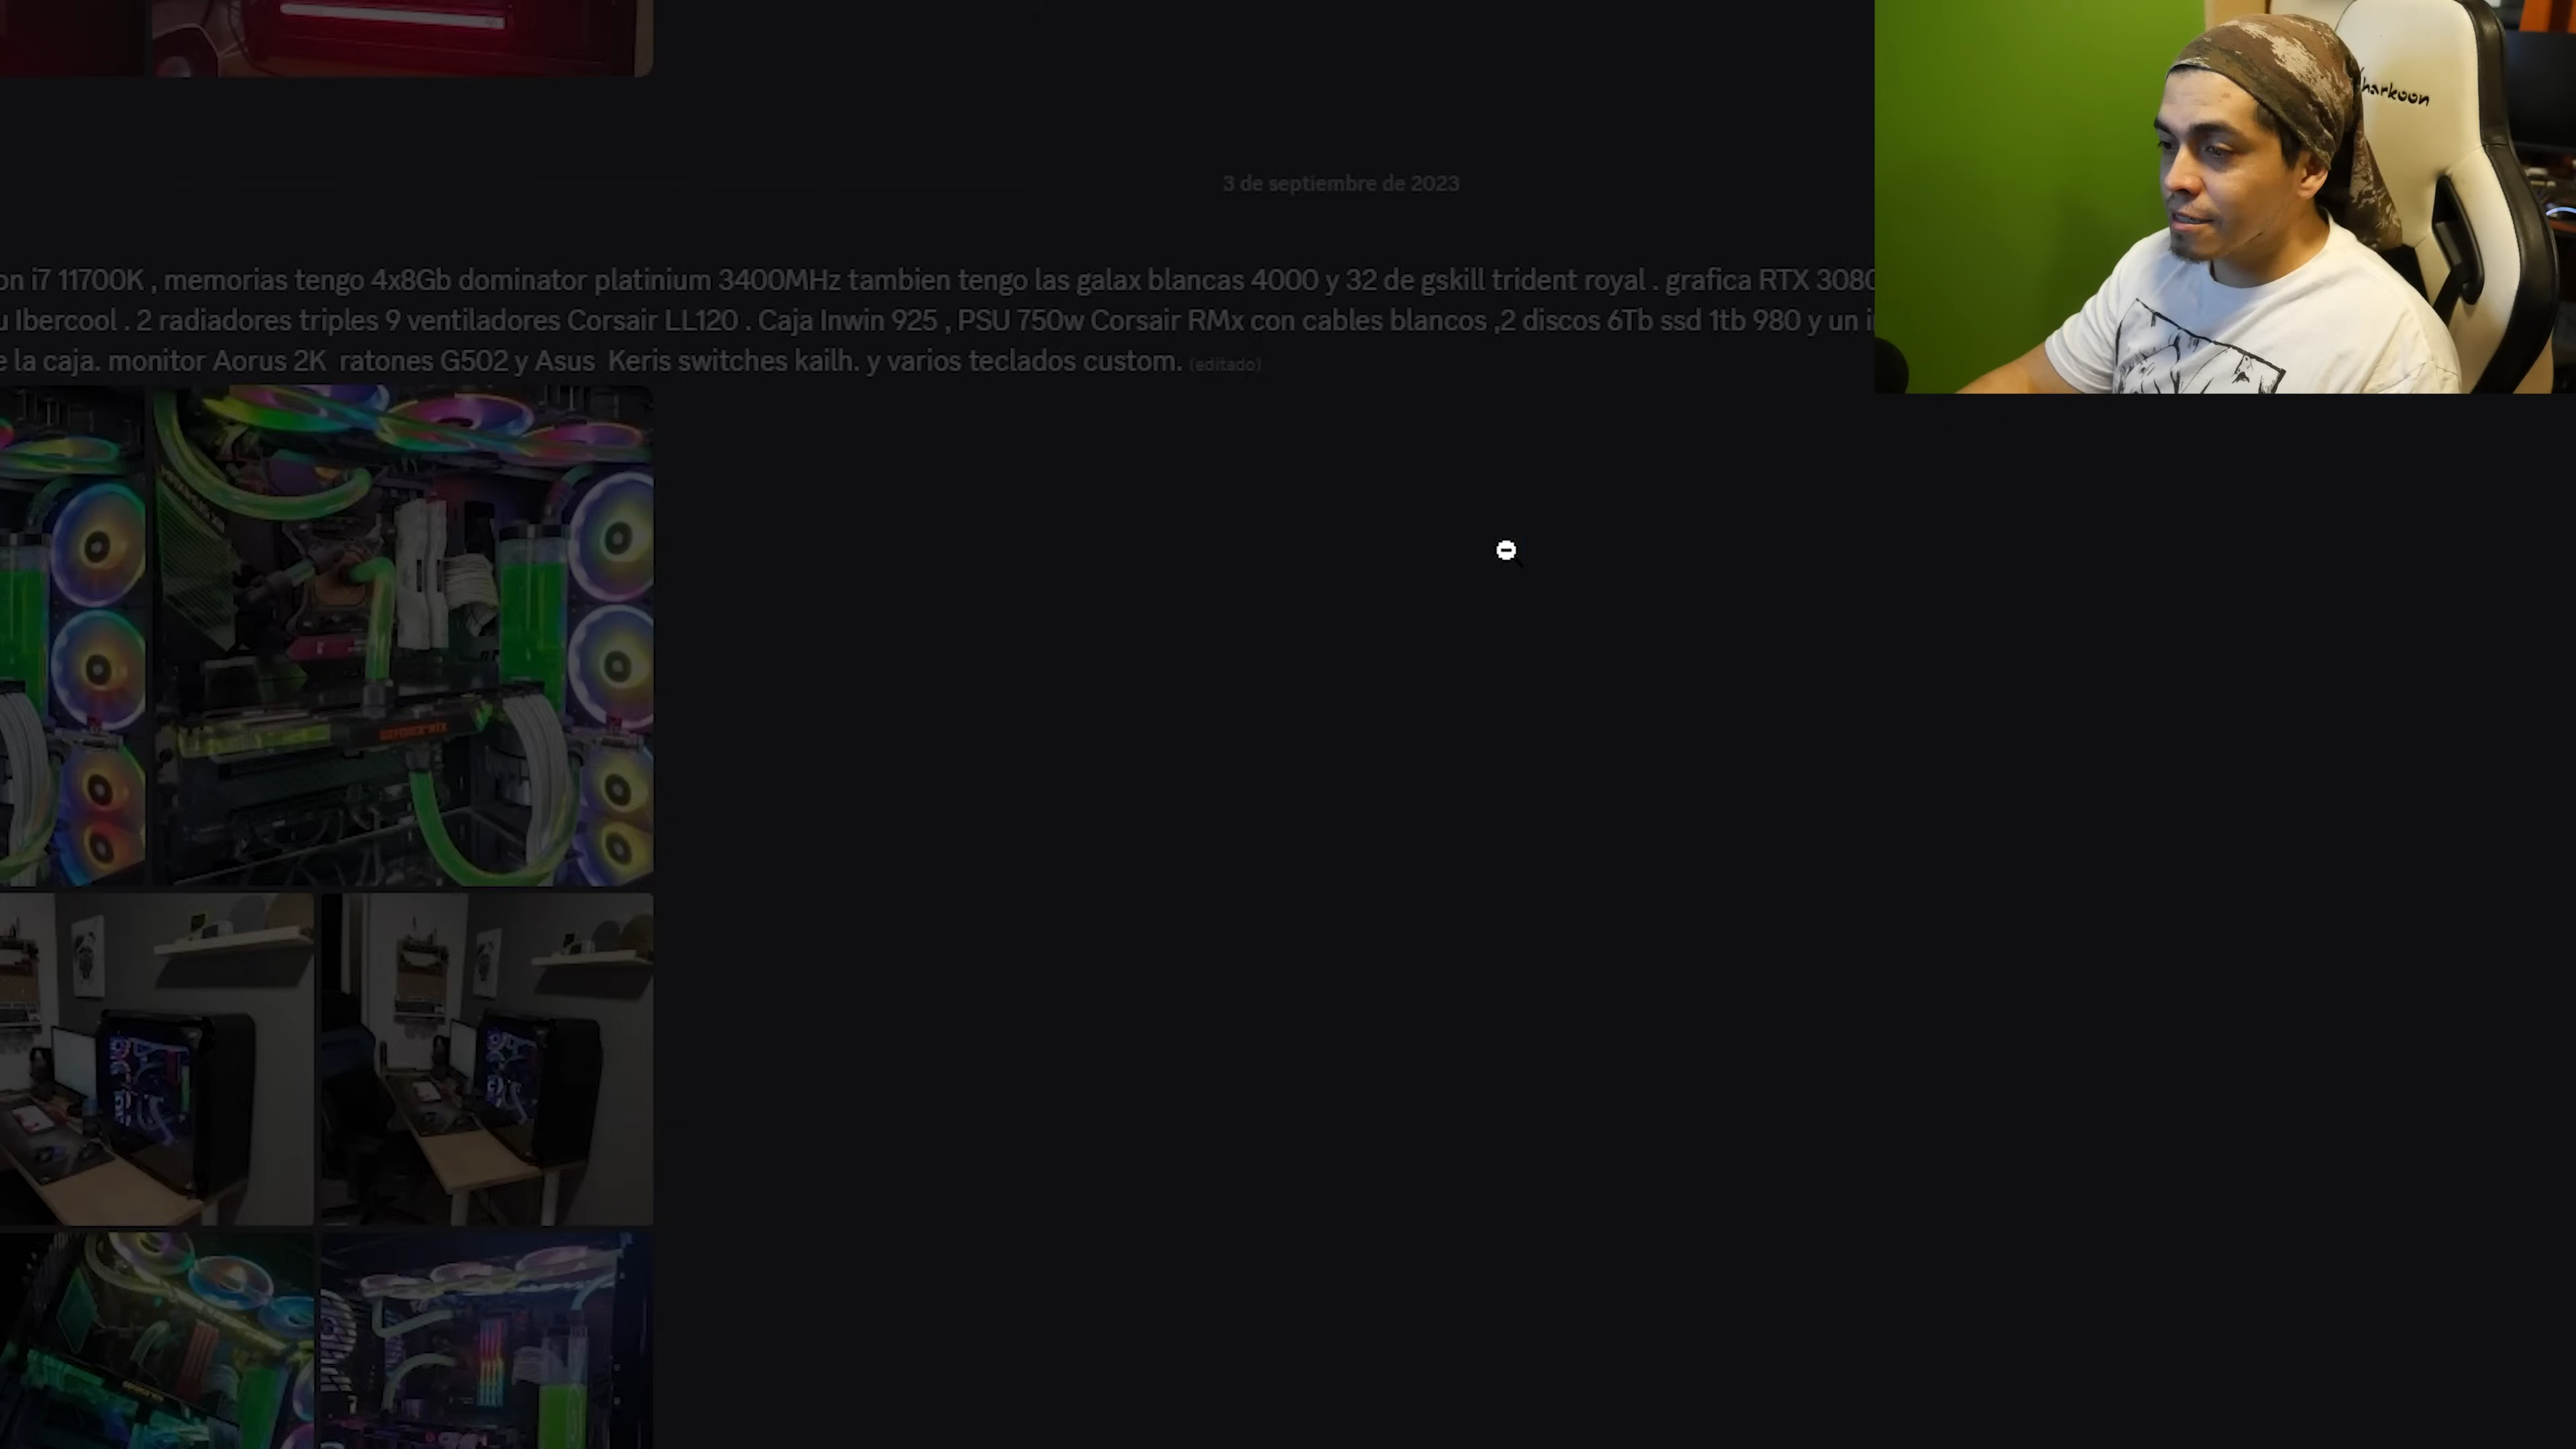 3 de septiembre de 2023
on i7 11700K , memorias tengo 4x8Gb dominator platinium 3400MHz tambien tengo las galax blancas 4000 y 32 de gskill trident royal . grafica RTX 3080
u Ibercool . 2 radiadores triples 9 ventiladores Corsair LL120 . Caja Inwin 925 , PSU 750w Corsair RMx con cables blancos ,2 discos 6Tb ssd 1tb 980 y un i
e la caja. monitor Aorus 2K ratones G502 y Asus Keris switches kailh. y varios teclados custom. (editado)
harkoon
GEFORCE RTX